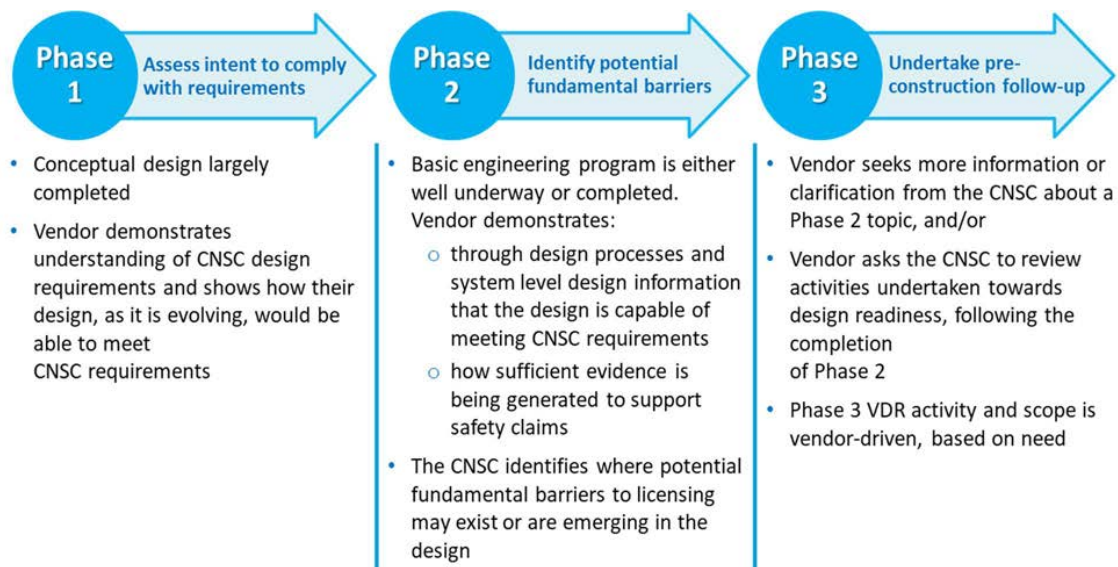 Phase
1
Assess intent to comply
with requirements
• Conceptual design largely
completed
• Vendor demonstrates
understanding of CNSC design
requirements and shows how their
design, as it is evolving, would be
able to meet
CNSC requirements
Phase
2
Identify potential
fundamental barriers
• Basic engineering program is either
well underway or completed.
Vendor demonstrates:
o through design processes and
system level design information
that the design is capable of
meeting CNSC requirements
o how sufficient evidence is
being generated to support
safety claims
• The CNSC identifies where potential
fundamental barriers to licensing
may exist or are emerging in the
design
Phase
3
Undertake pre-
construction follow-up
• Vendor seeks more information or
clarification from the CNSC about a
Phase 2 topic, and/or
• Vendor asks the CNSC to review
activities undertaken towards
design readiness, following the
completion
of Phase 2
• Phase 3 VDR activity and scope is
vendor-driven, based on need